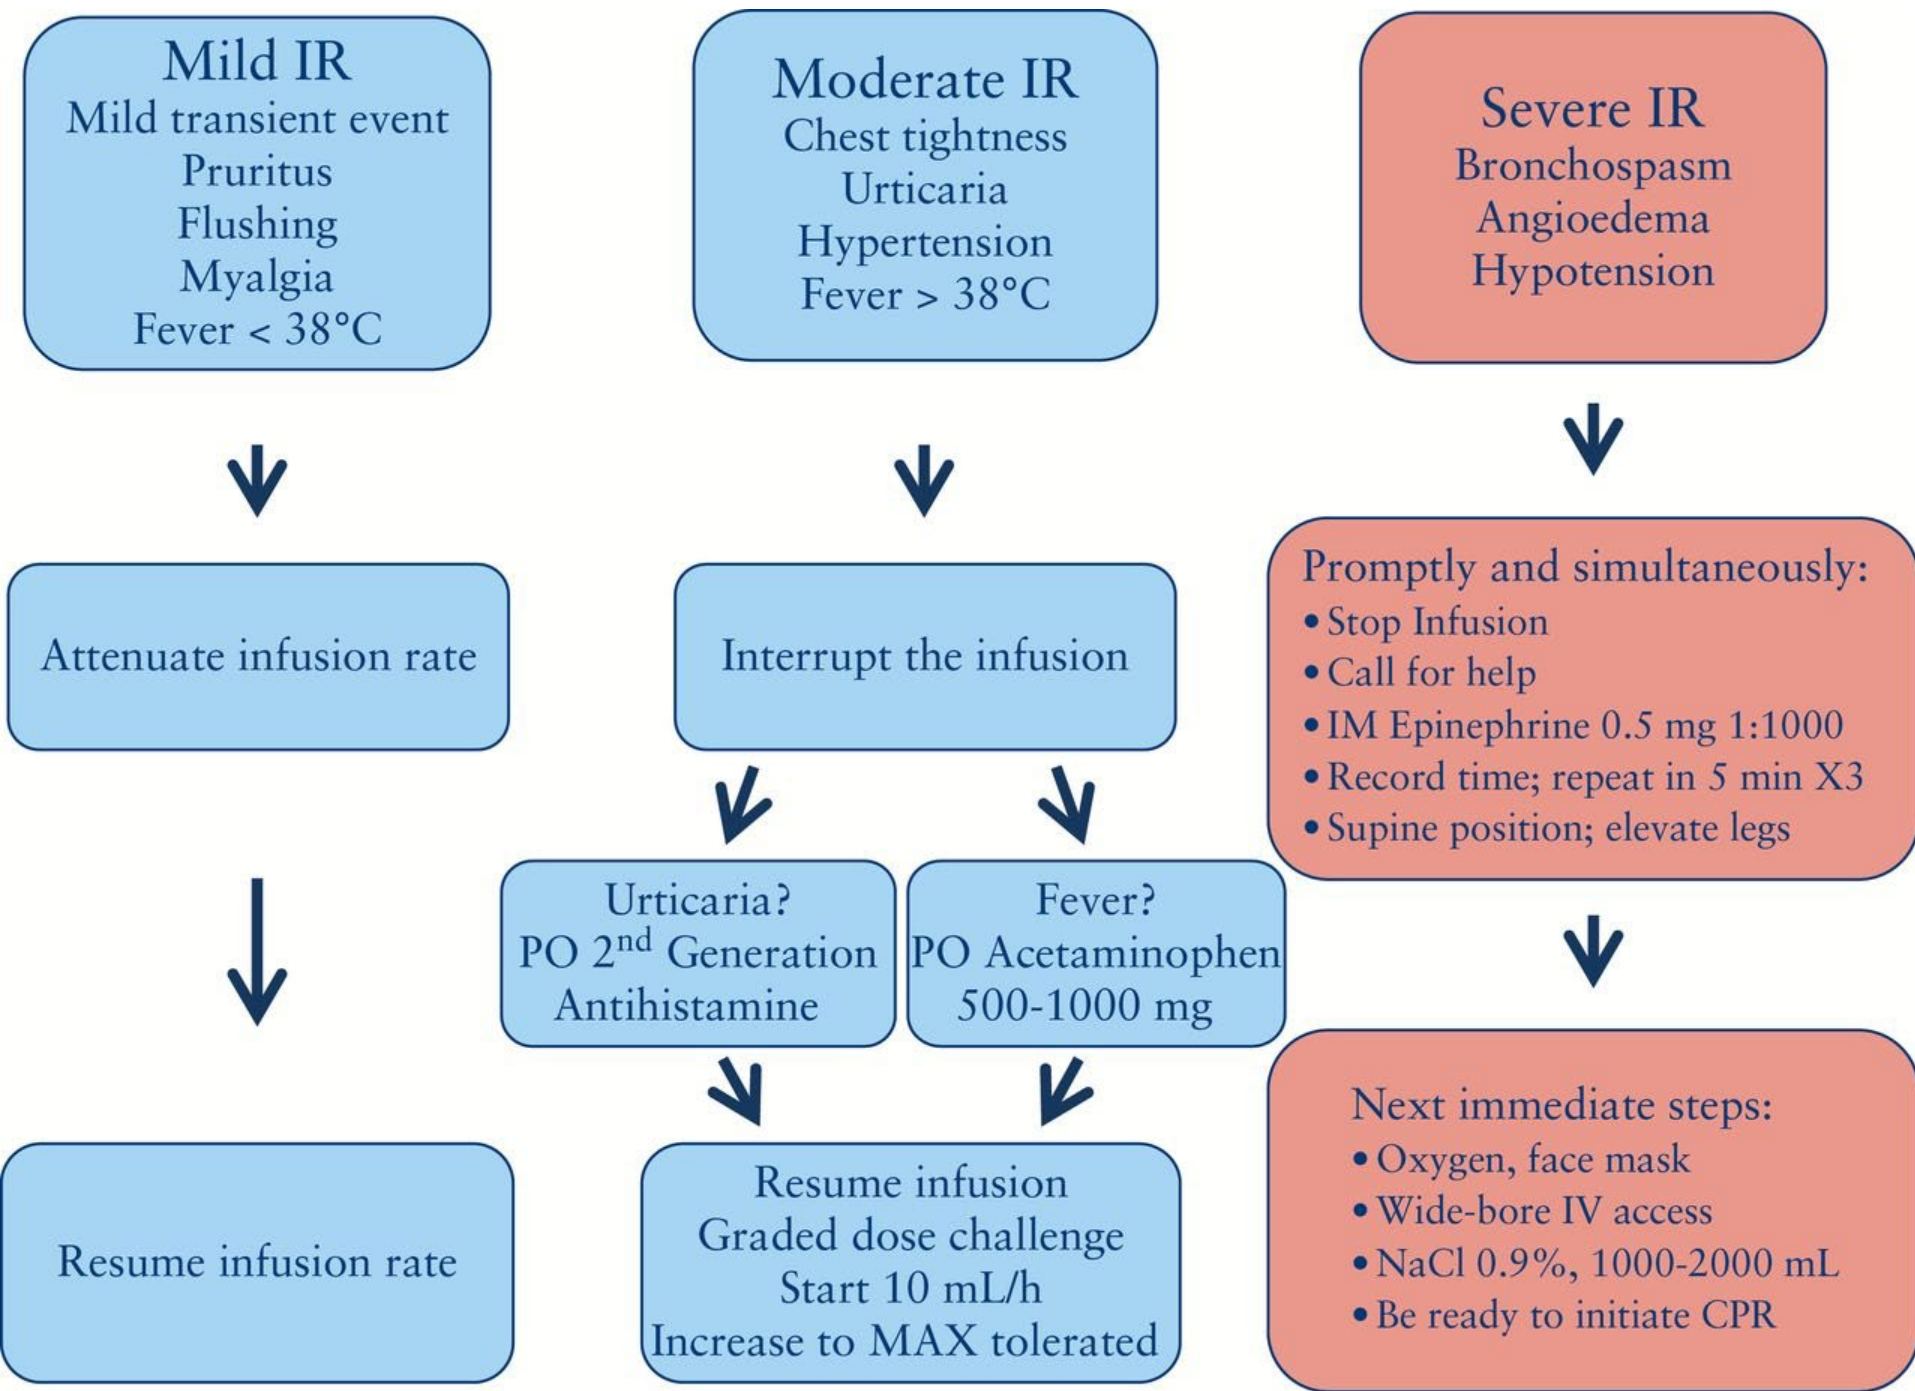 Mild IR
Mild transient event
Pruritus
Flushing
Myalgia
Fever < 38°C
Attenuate infusion rate
Resume infusion rate
Moderate IR
Chest tightness
Urticaria
Hypertension
Fever > 38°C
Interrupt the infusion
Urticaria?
PO 2nd Generation
Antihistamine
Fever?
PO Acetaminophen
500-1000 mg
Resume infusion
Graded dose challenge
Start 10 mL/h
Increase to MAX tolerated
Severe IR
Bronchospasm
Angioedema
Hypotension
Promptly and simultaneously:
• Stop Infusion
• Call for help
• IM Epinephrine 0.5 mg 1:1000
• Record time; repeat in 5 min X3
• Supine position; elevate legs
Next immediate steps:
• Oxygen, face mask
• Wide-bore IV access
• NaCl 0.9%, 1000-2000 mL
• Be ready to initiate CPR